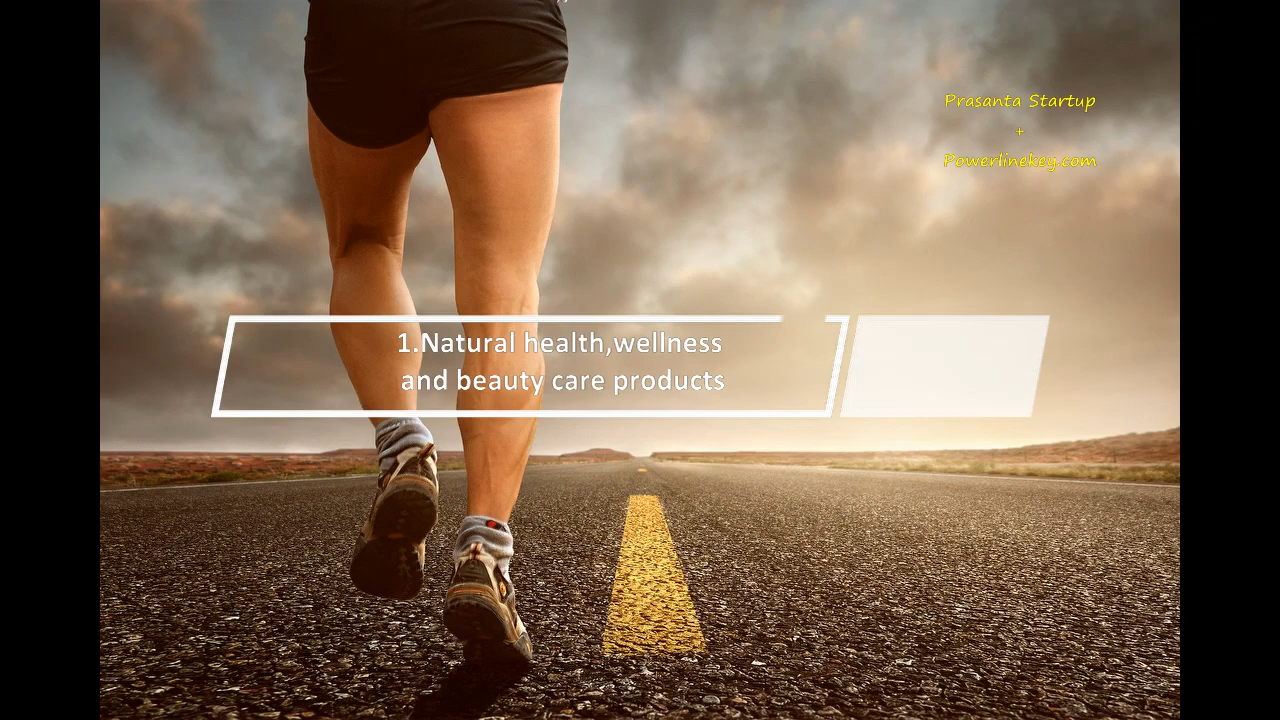 Prasanta Startup
+
Powerlinekey.com
1.Natural health,wellness
and beauty care products